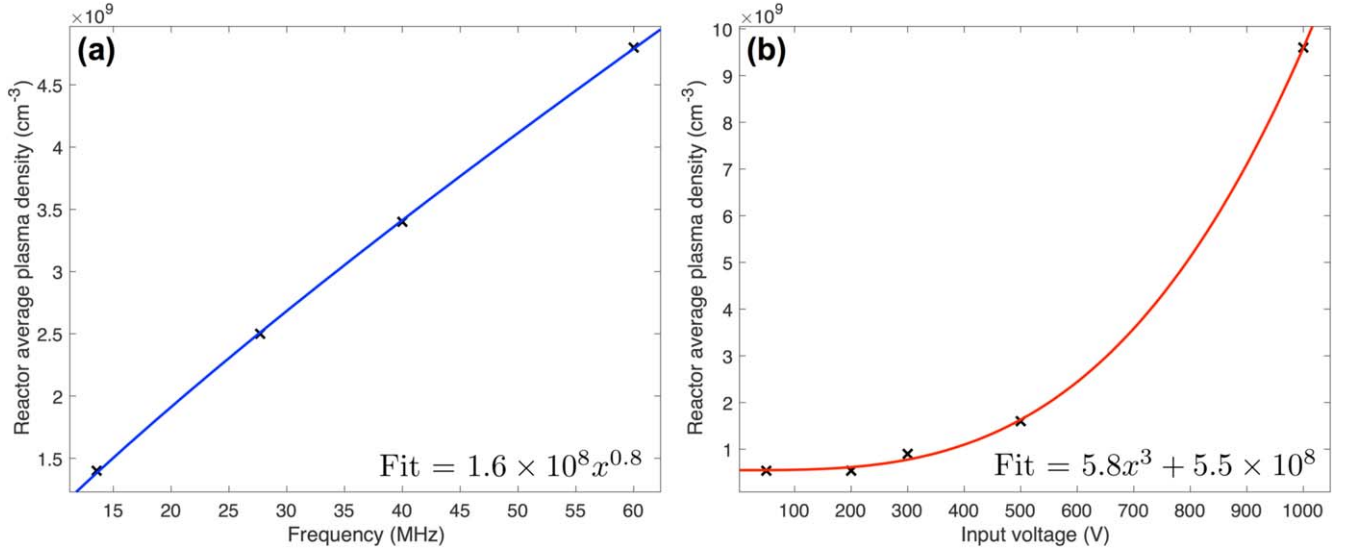 ×10⁹
(a)
4.5
4
3.5
3
2.5
2
1.5
Reactor average plasma density (cm⁻³)
Fit = 1.6 × 10⁸x⁰·⁸
15 20 25 30 35 40 45 50 55 60
Frequency (MHz)
×10⁹
(b)
10
9
8
7
6
5
4
3
2
1
Reactor average plasma density (cm⁻³)
Fit = 5.8x³ + 5.5 × 10⁸
100 200 300 400 500 600 700 800 900 1000
Input voltage (V)